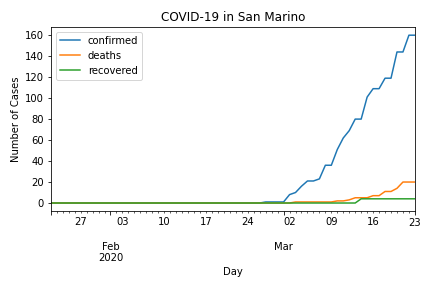 COVID-19 in San Marino
confirmed
deaths
recovered
Number of Cases
160
140
120
100
80
60
40
20
0
27 03 10 17 24 02 09 16 23
Feb Mar
2020
Day